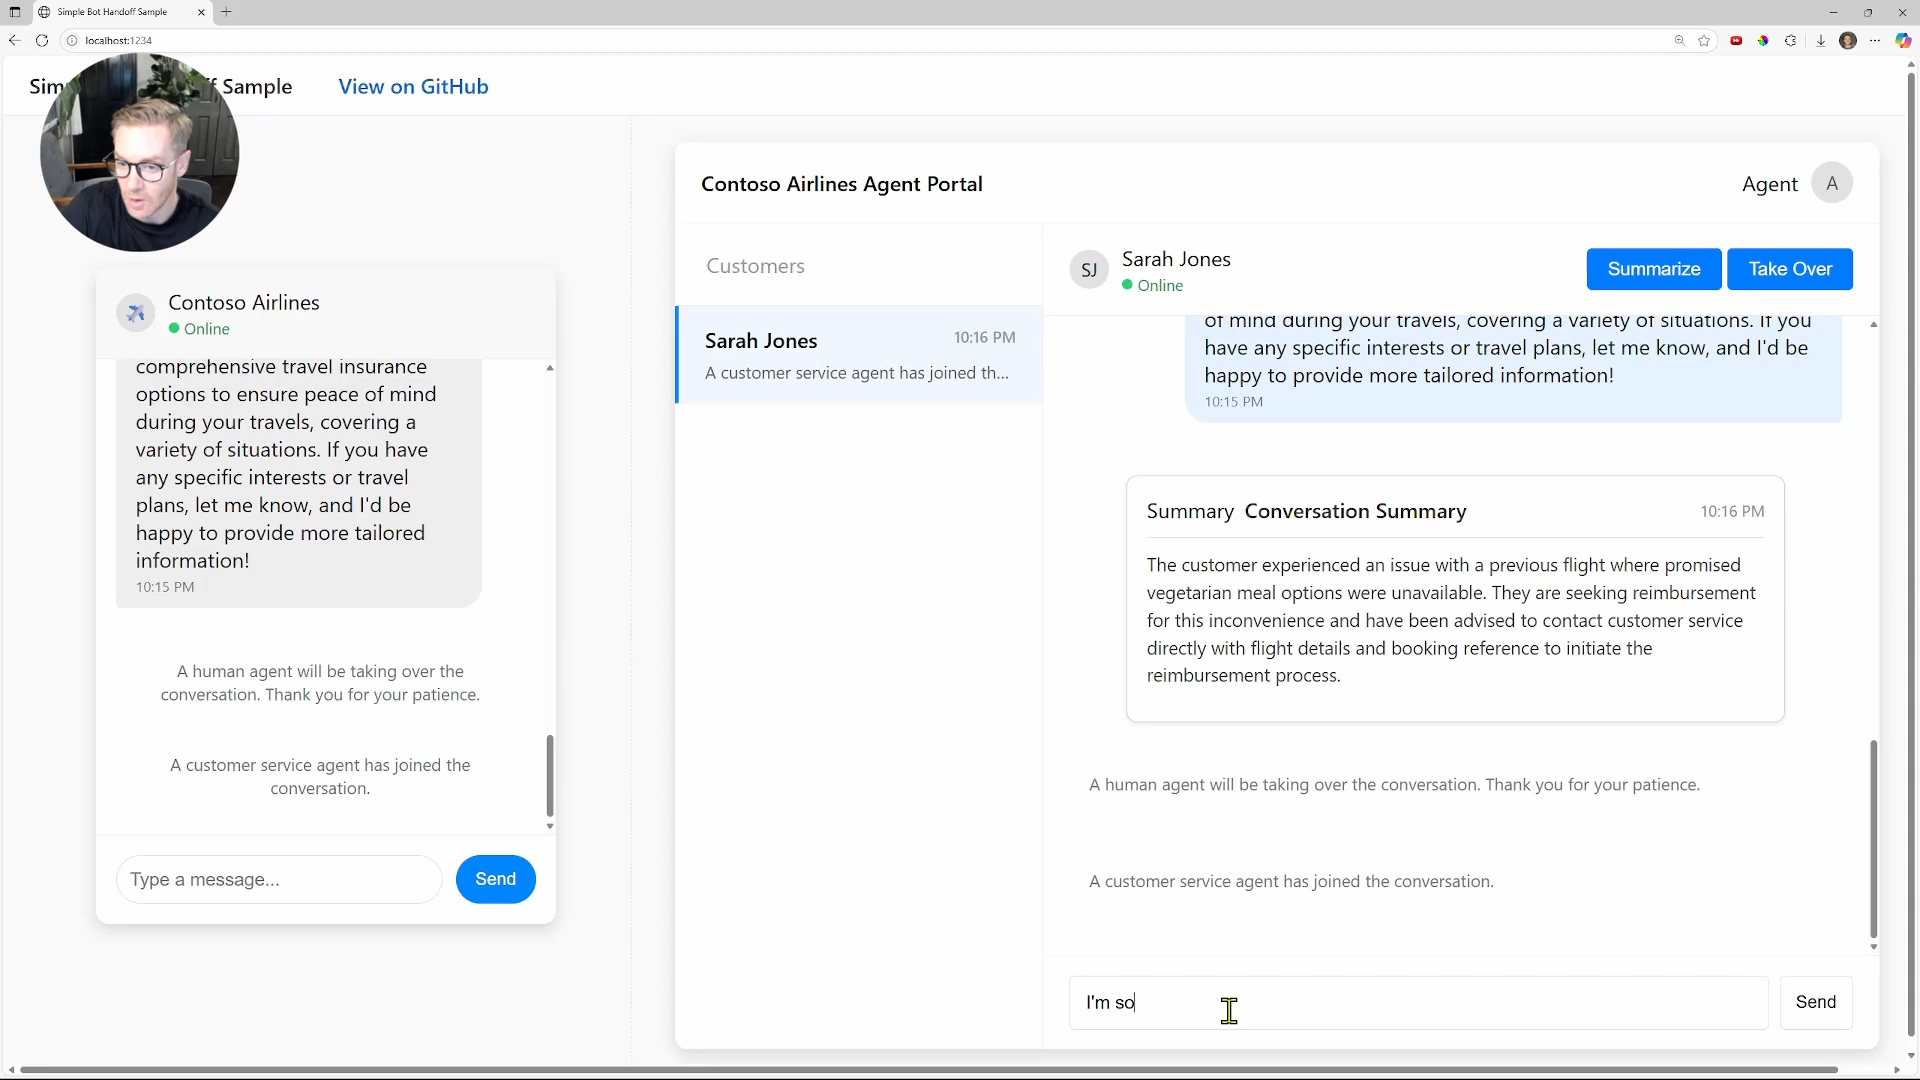 Simple Bot Handoff Sample
localhost:1234
Sim f Sample
View on GitHub
Contoso Airlines
Online
comprehensive travel insurance
options to ensure peace of mind
during your travels, covering a
variety of situations. If you have
any specific interests or travel
plans, let me know, and I'd be
happy to provide more tailored
information!
10:15 PM
A human agent will be taking over the
conversation. Thank you for your patience.
A customer service agent has joined the
conversation.
Type a message...
Send
Contoso Airlines Agent Portal
Agent
A
Customers
Sarah Jones
10:16 PM
A customer service agent has joined th...
SJ
Sarah Jones
Online
Summarize
Take Over
of mind during your travels, covering a variety of situations. If you
have any specific interests or travel plans, let me know, and I'd be
happy to provide more tailored information!
10:15 PM
Summary Conversation Summary
10:16 PM
The customer experienced an issue with a previous flight where promised
vegetarian meal options were unavailable. They are seeking reimbursement
for this inconvenience and have been advised to contact customer service
directly with flight details and booking reference to initiate the
reimbursement process.
A human agent will be taking over the conversation. Thank you for your patience.
A customer service agent has joined the conversation.
I'm so
Send